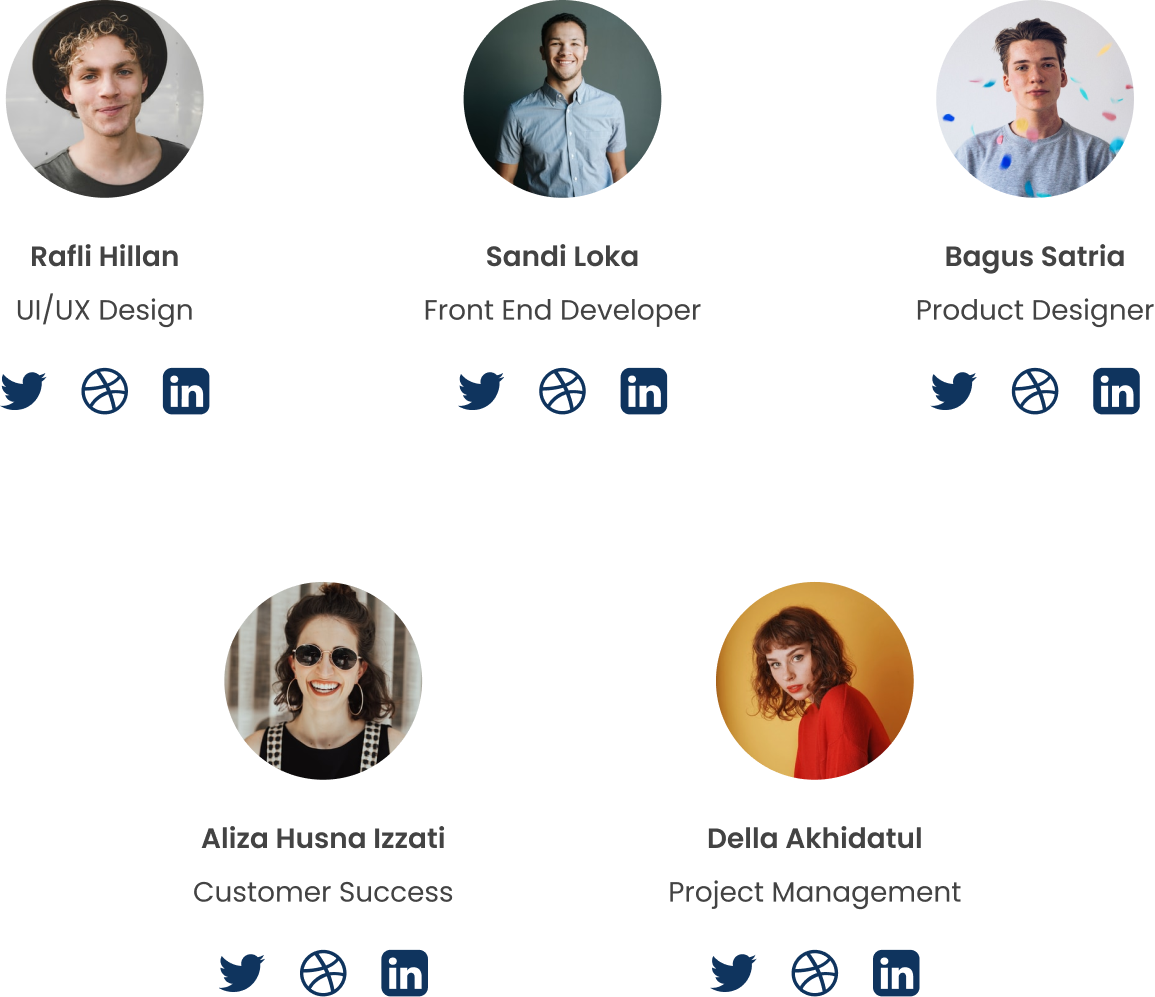 Rafli Hillan
UI/UX Design
in
Sandi Loka
Front End Developer
in
Bagus Satria
Product Designer
in
Aliza Husna Izzati
Customer Success
in
Della Akhidatul
Project Management
in